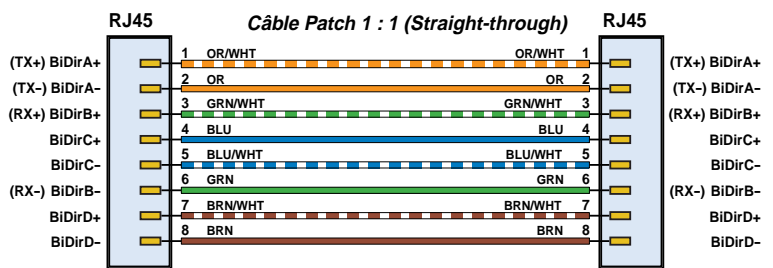 RJ45 Câble Patch 1 : 1 (Straight-through) RJ45
(TX+) BiDirA+ 1 OR/WHT OR/WHT 1 (TX+) BiDirA+
(TX−) BiDirA− 2 OR OR 2 (TX−) BiDirA−
(RX+) BiDirB+ 3 GRN/WHT GRN/WHT 3 (RX+) BiDirB+
BiDirC+ 4 BLU BLU 4 BiDirC+
BiDirC− 5 BLU/WHT BLU/WHT 5 BiDirC−
(RX−) BiDirB− 6 GRN GRN 6 (RX−) BiDirB−
BiDirD+ 7 BRN/WHT BRN/WHT 7 BiDirD+
BiDirD− 8 BRN BRN 8 BiDirD−